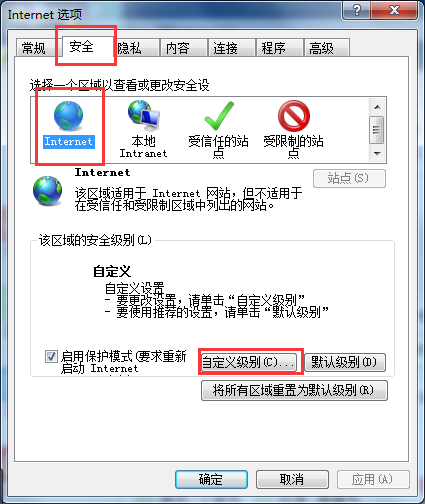 Internet 选项
常规 安全 隐私 内容 连接 程序 高级
选择一个区域以查看或更改安全设
Internet
本地
Intranet
受信任的站
点
受限制的站
点
Internet
站点(S)
该区域适用于 Internet 网站，但不适用于
在受信任和受限制区域中列出的网站。
该区域的安全级别(L)
自定义
自定义设置
- 要更改设置，请单击“自定义级别”
- 要使用推荐的设置，请单击“默认级别”
启用保护模式(要求重新
启动 Internet
自定义级别(C)...
默认级别(D)
将所有区域重置为默认级别(R)
确定 取消 应用(A)